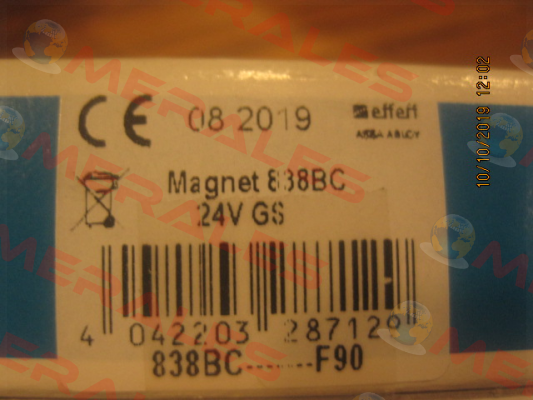 CE 08 2019 effeff
ASSA ABLOY
Magnet 838BC
24V GS
4 042203 287129
838BC-------F90
10/10/2019 12:02
MERALES